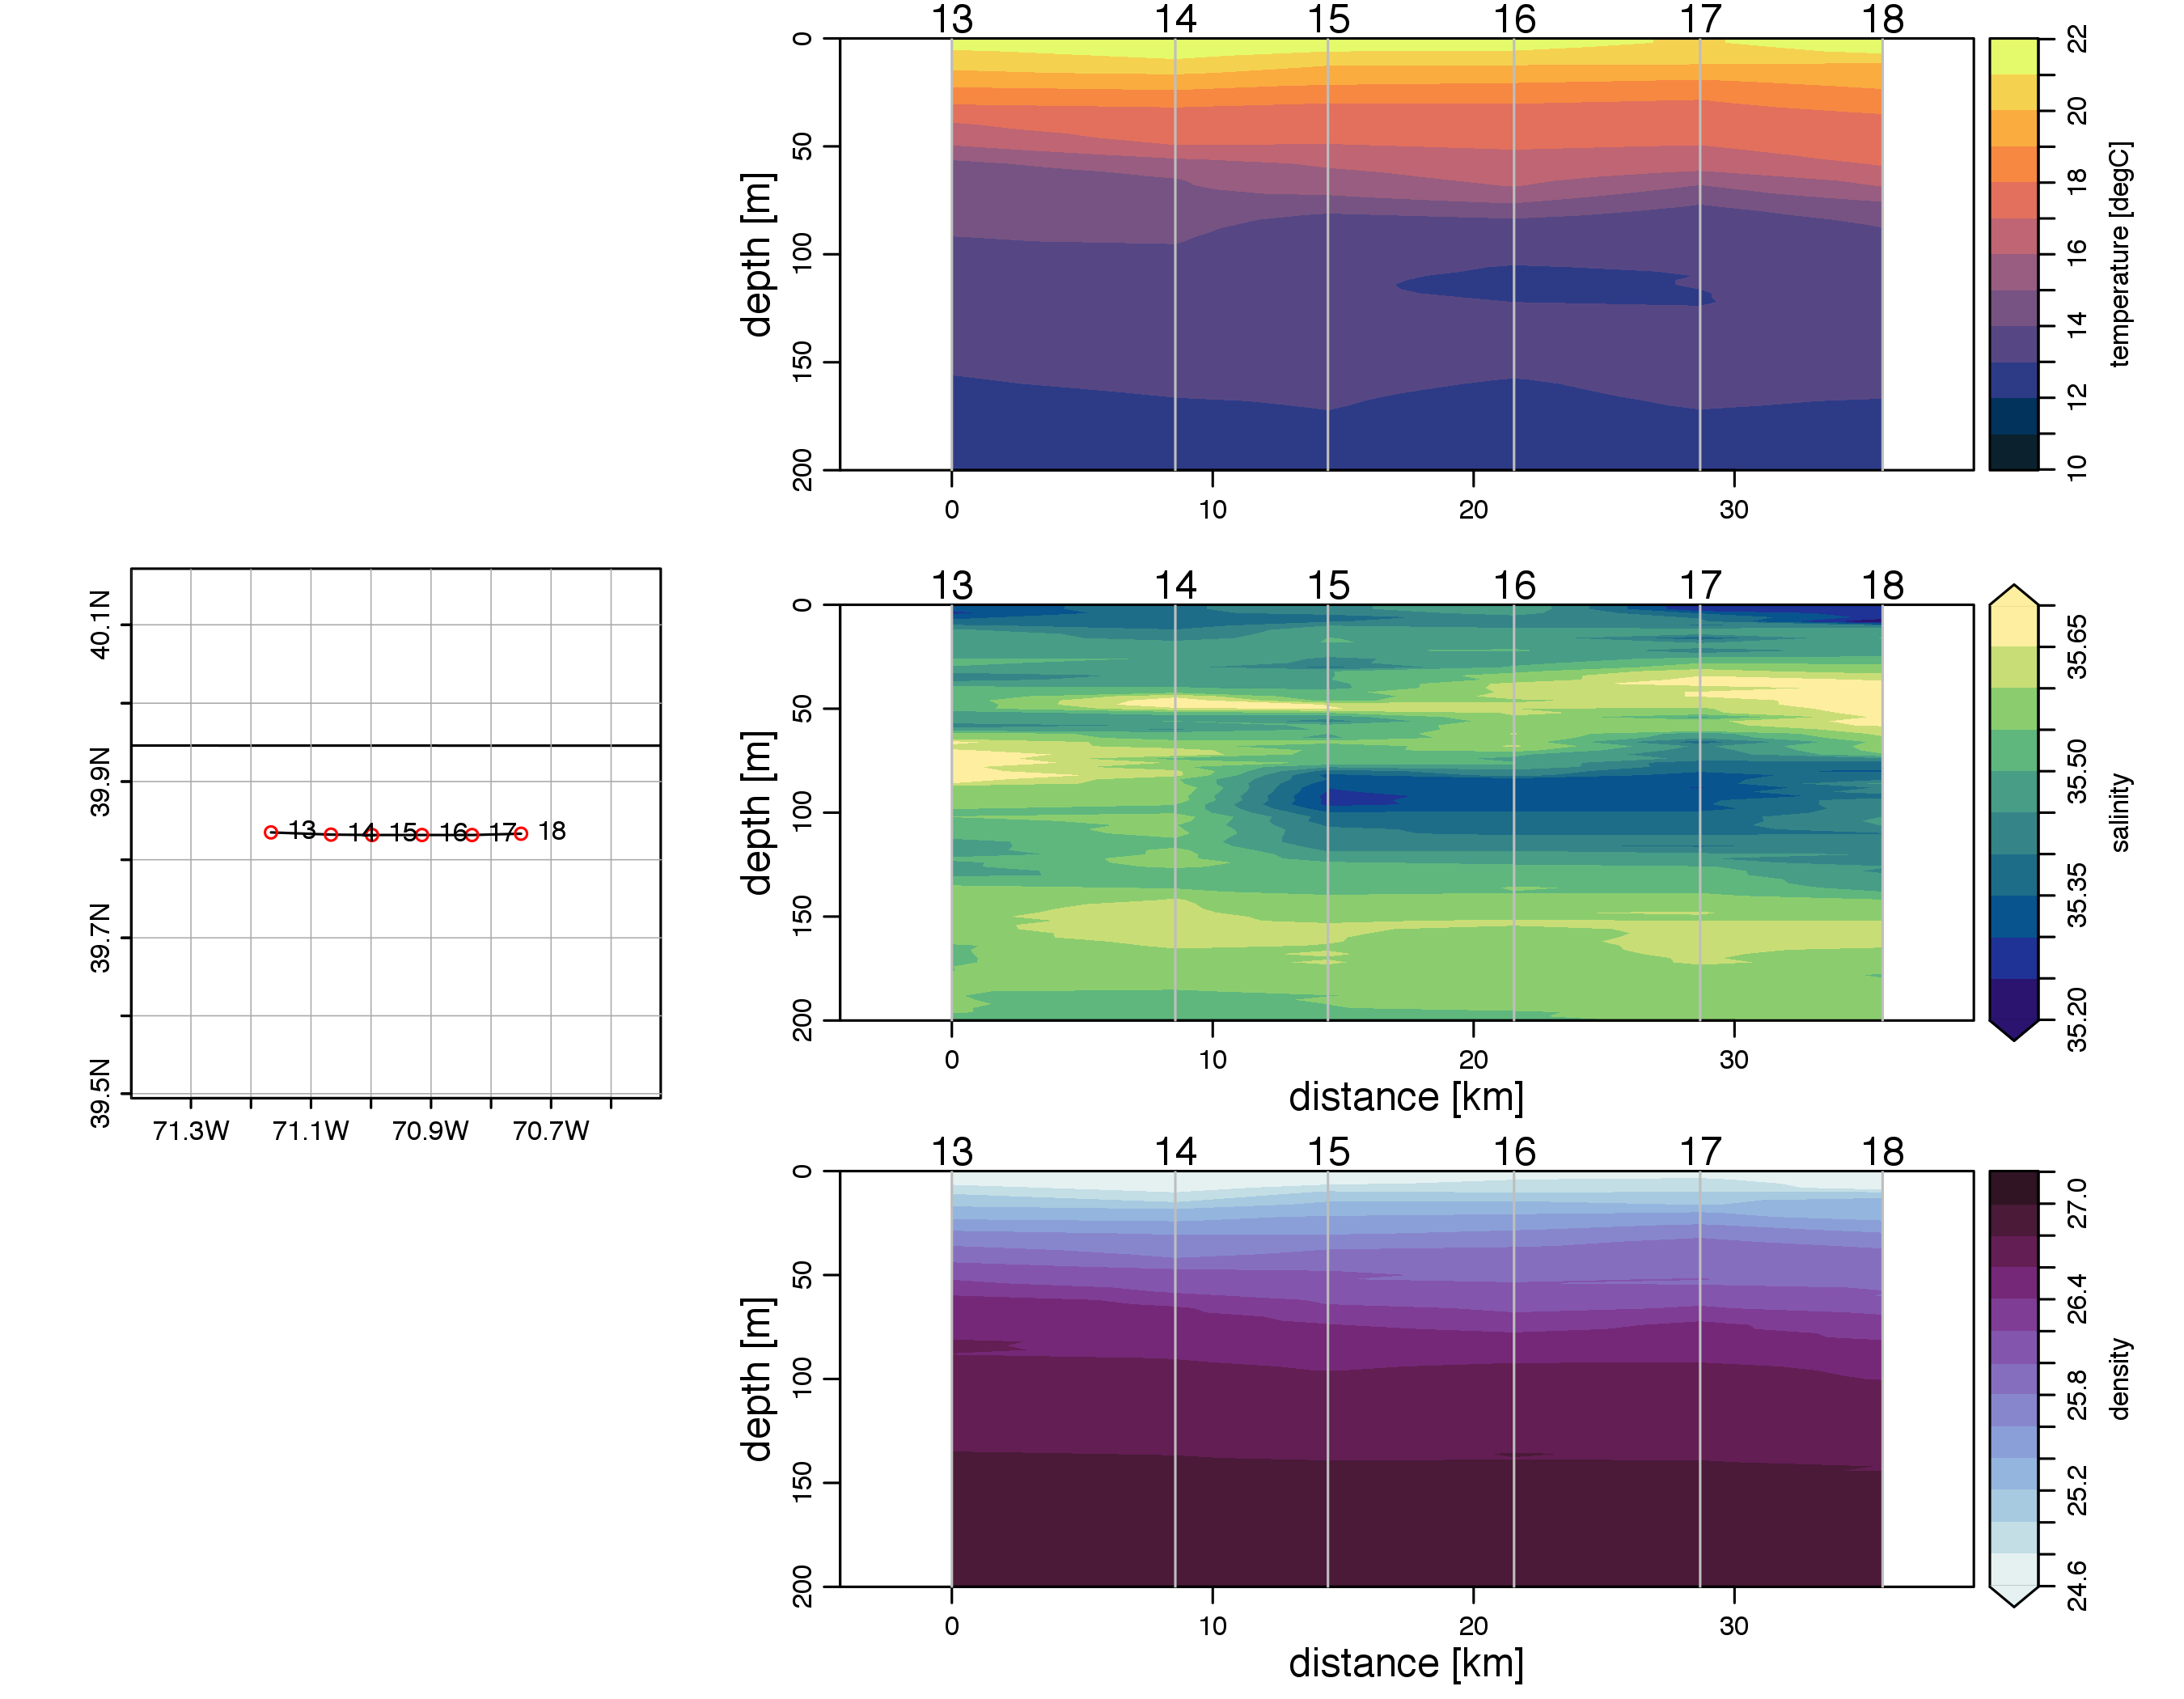 13 14 15 16 17 18
0
50
100
150
200
depth [m]
0 10 20 30
22
20
18
16
14
12
10
temperature [degC]
40.1N
39.9N
39.7N
39.5N
71.3W 71.1W 70.9W 70.7W
13 14 15 16 17 18
13 14 15 16 17 18
0
50
100
150
200
depth [m]
0 10 20 30
distance [km]
35.65
35.50
35.35
35.20
salinity
13 14 15 16 17 18
0
50
100
150
200
depth [m]
0 10 20 30
distance [km]
27.0
26.4
25.8
25.2
24.6
density